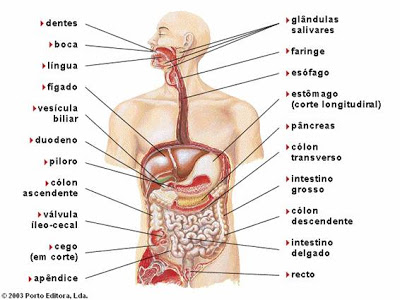 dentes
boca
língua
fígado
vesícula
biliar
duodeno
piloro
cólon
ascendente
válvula
íleo-cecal
cego
(em corte)
apêndice
glândulas
salivares
faringe
esófago
estômago
(corte longitudiral)
pâncreas
cólon
transverso
intestino
grosso
cólon
descendente
intestino
delgado
recto
© 2003 Porto Editora, Lda.